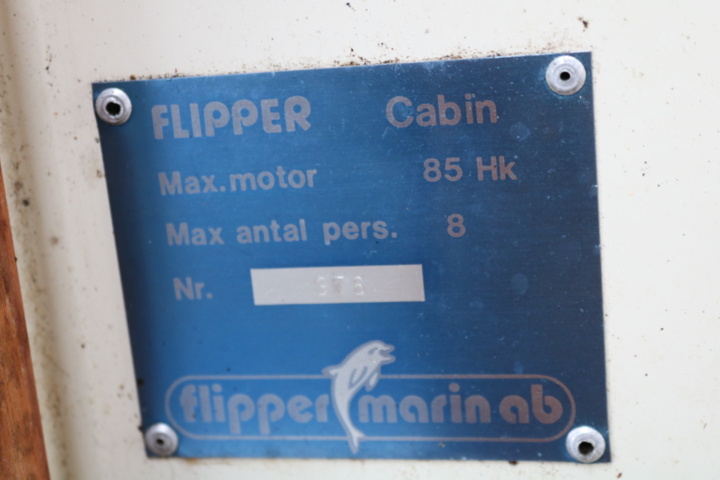 FLIPPER Cabin
Max.motor 85 Hk
Max antal pers. 8
Nr.
flipper marin ab